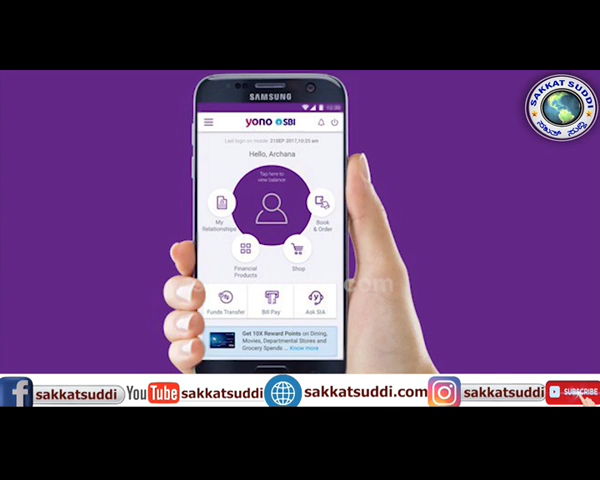 SAMSUNG
SAKKAT SUDDI
yono SBI
Last login on mobile: 21SEP 2017,10:25 am
Hello, Archana
Tap here to
view balance
My
Relationships
Book
& Order
Financial
Products
Shop
Funds Transfer
Bill Pay
Ask SIA
Get 10X Reward Points on Dining,
Movies, Departmental Stores and
Grocery Spends ... Know more
sakkatsuddi
YouTube sakkatsuddi
sakkatsuddi.com
sakkatsuddi
SUBSCRIBE